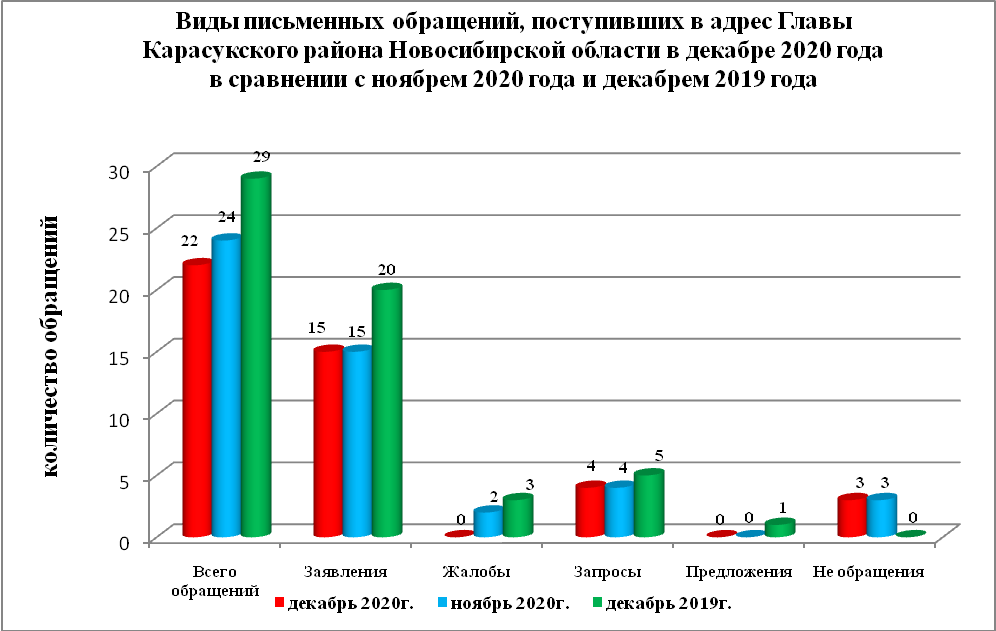 Виды письменных обращений, поступивших в адрес Главы
Карасукского района Новосибирской области в декабре 2020 года
в сравнении с ноябрем 2020 года и декабрем 2019 года
количество обращений
30
25
20
15
10
5
0
22
24
29
15
15
20
0
2
3
4
4
5
0
0
1
3
3
0
Всего
обращений
Заявления
Жалобы
Запросы
Предложения
Не обращения
декабрь 2020г.
ноябрь 2020г.
декабрь 2019г.